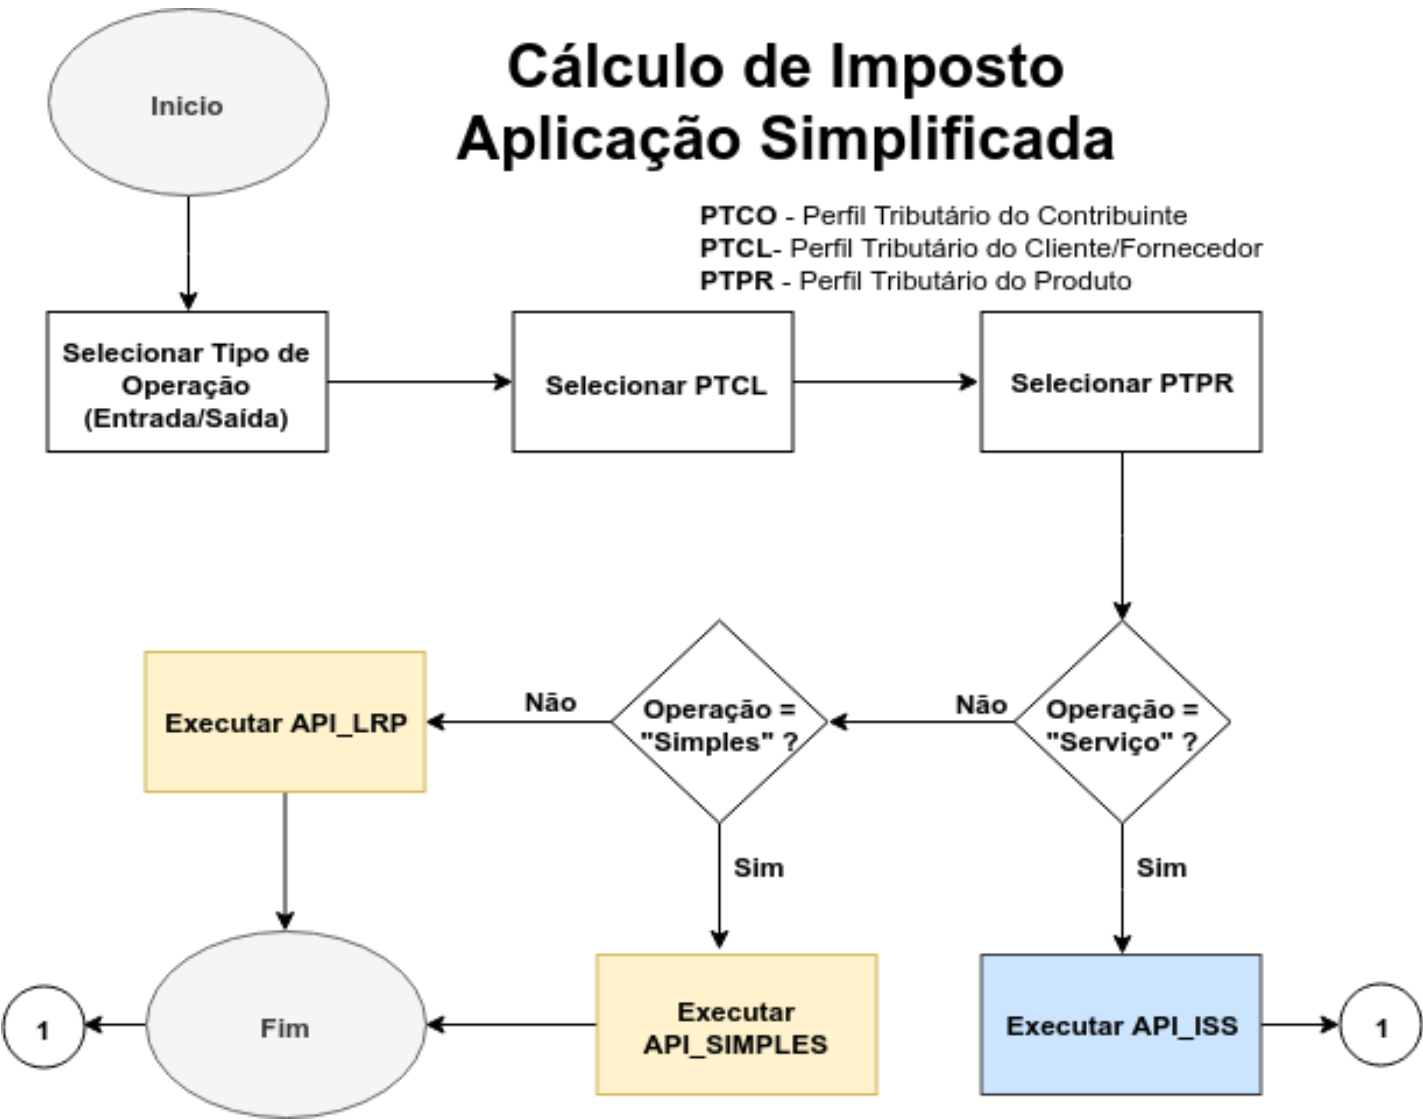 Cálculo de Imposto
Aplicação Simplificada
Inicio
PTCO - Perfil Tributário do Contribuinte
PTCL- Perfil Tributário do Cliente/Fornecedor
PTPR - Perfil Tributário do Produto
Selecionar Tipo de
Operação
(Entrada/Saída)
Selecionar PTCL
Selecionar PTPR
Operação =
"Serviço" ?
Não
Operação =
"Simples" ?
Não
Executar API_LRP
Sim
Sim
Executar
API_SIMPLES
Executar API_ISS
1
Fim
1